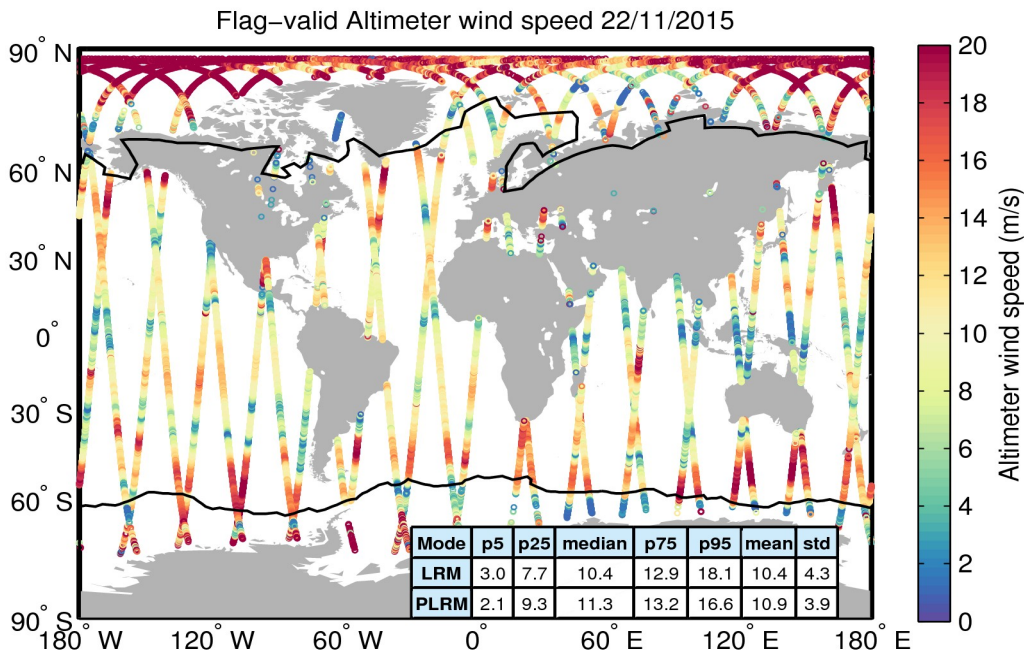 Flag−valid Altimeter wind speed 22/11/2015
90° N
60° N
30° N
0°
30° S
60° S
90° S
180° W
120° W
60° W
0°
60° E
120° E
180° E
Mode p5 p25 median p75 p95 mean std
LRM 3.0 7.7 10.4 12.9 18.1 10.4 4.3
PLRM 2.1 9.3 11.3 13.2 16.6 10.9 3.9
20
18
16
14
12
10
8
6
4
2
0
Altimeter wind speed (m/s)